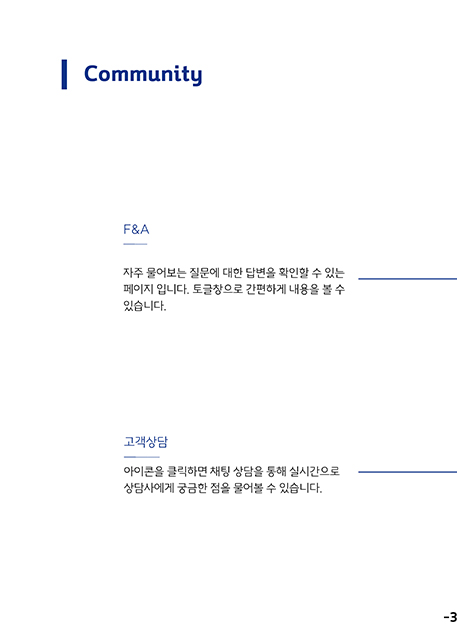 Community
F&A
자주 물어보는 질문에 대한 답변을 확인할 수 있는
페이지 입니다. 토글창으로 간편하게 내용을 볼 수
있습니다.
고객상담
아이콘을 클릭하면 채팅 상담을 통해 실시간으로
상담사에게 궁금한 점을 물어볼 수 있습니다.
-3